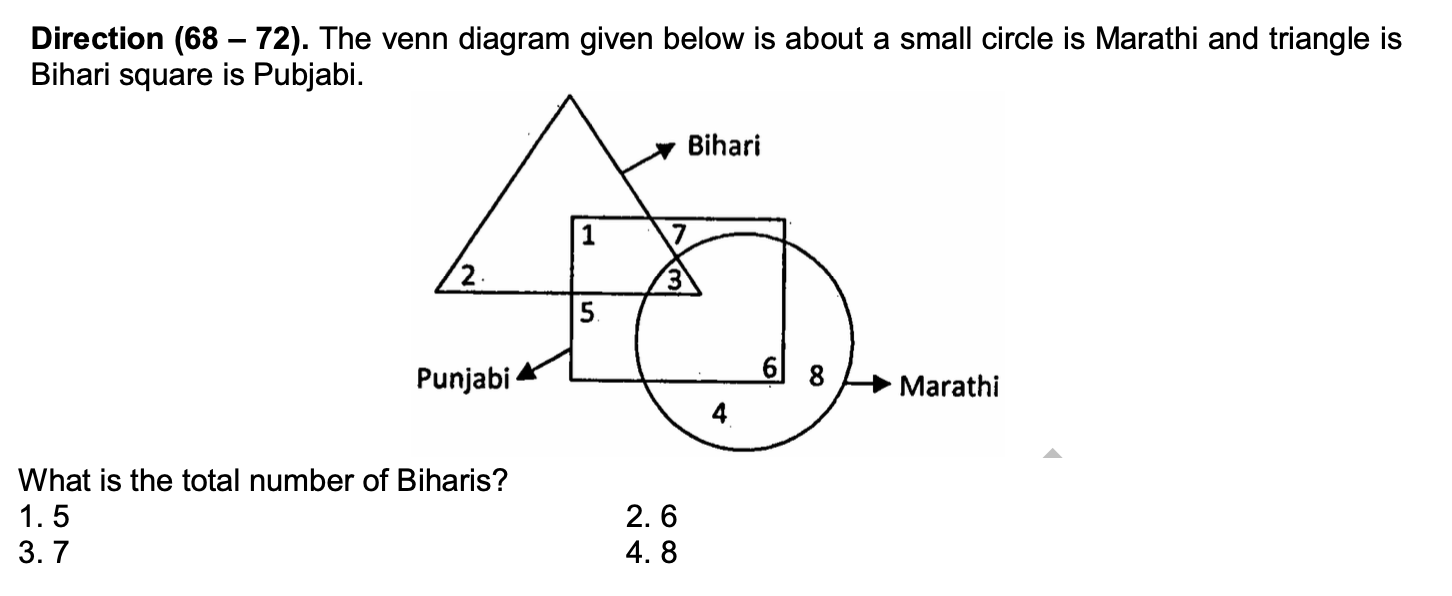 Direction (68 – 72). The venn diagram given below is about a small circle is Marathi and triangle is
Bihari square is Pubjabi.
Bihari
1 7
2 3
5
Punjabi 6 8 Marathi
4
What is the total number of Biharis?
1. 5 2. 6
3. 7 4. 8